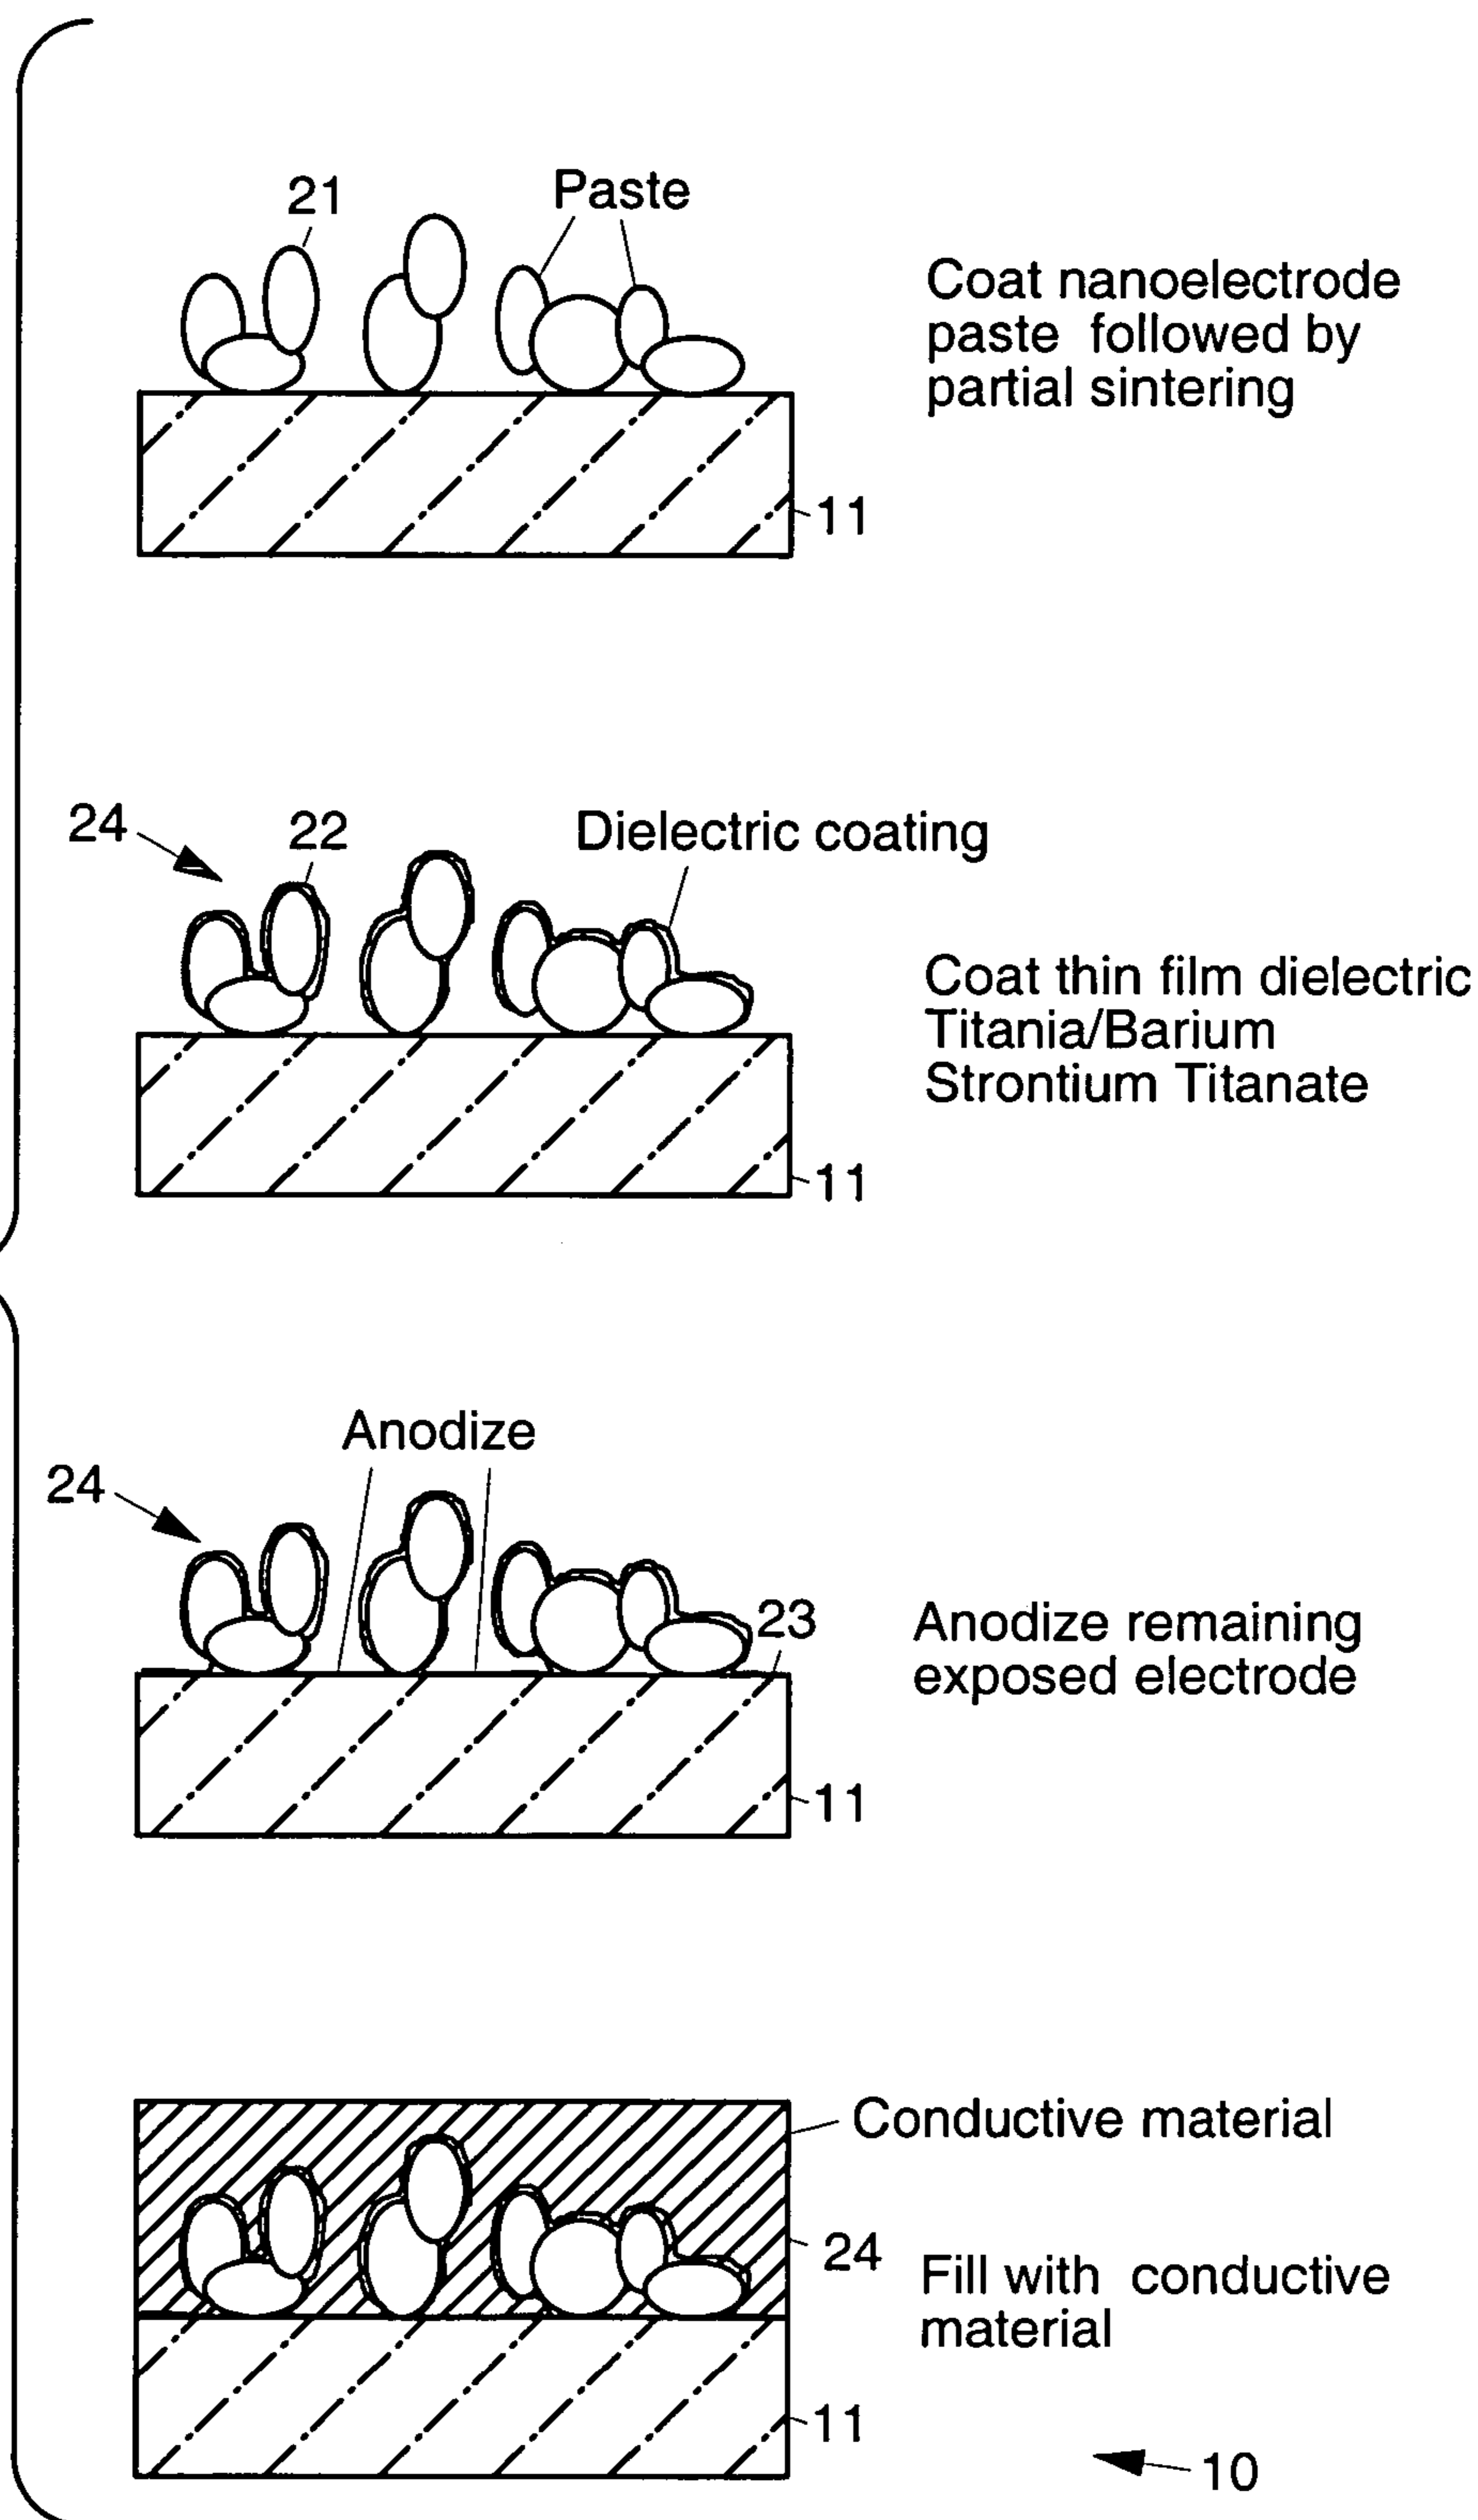 21
Paste
Coat nanoelectrode
paste followed by
partial sintering
11
24
22
Dielectric coating
Coat thin film dielectric
Titania/Barium
Strontium Titanate
11
Anodize
24
23
Anodize remaining
exposed electrode
11
Conductive material
24
Fill with conductive
material
11
10